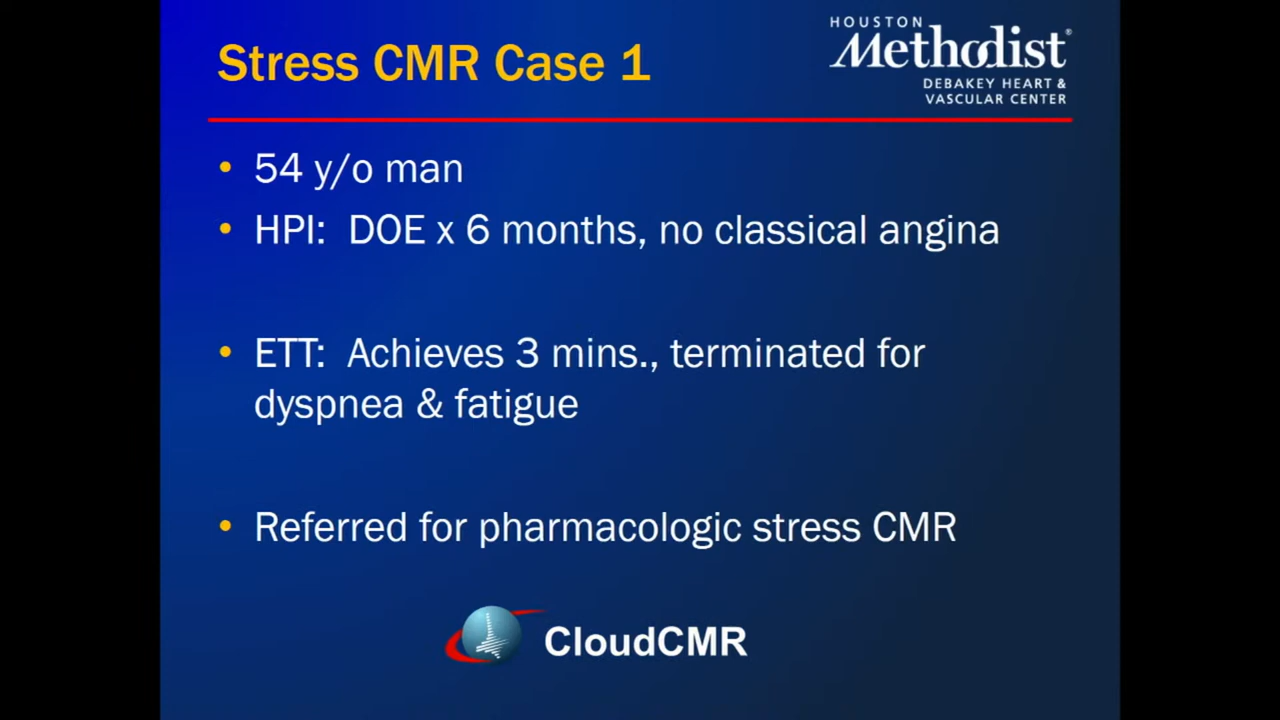 Stress CMR Case 1
HOUSTON
Methodist®
DEBAKEY HEART &
VASCULAR CENTER
• 54 y/o man
• HPI: DOE x 6 months, no classical angina
• ETT: Achieves 3 mins., terminated for
dyspnea & fatigue
• Referred for pharmacologic stress CMR
CloudCMR